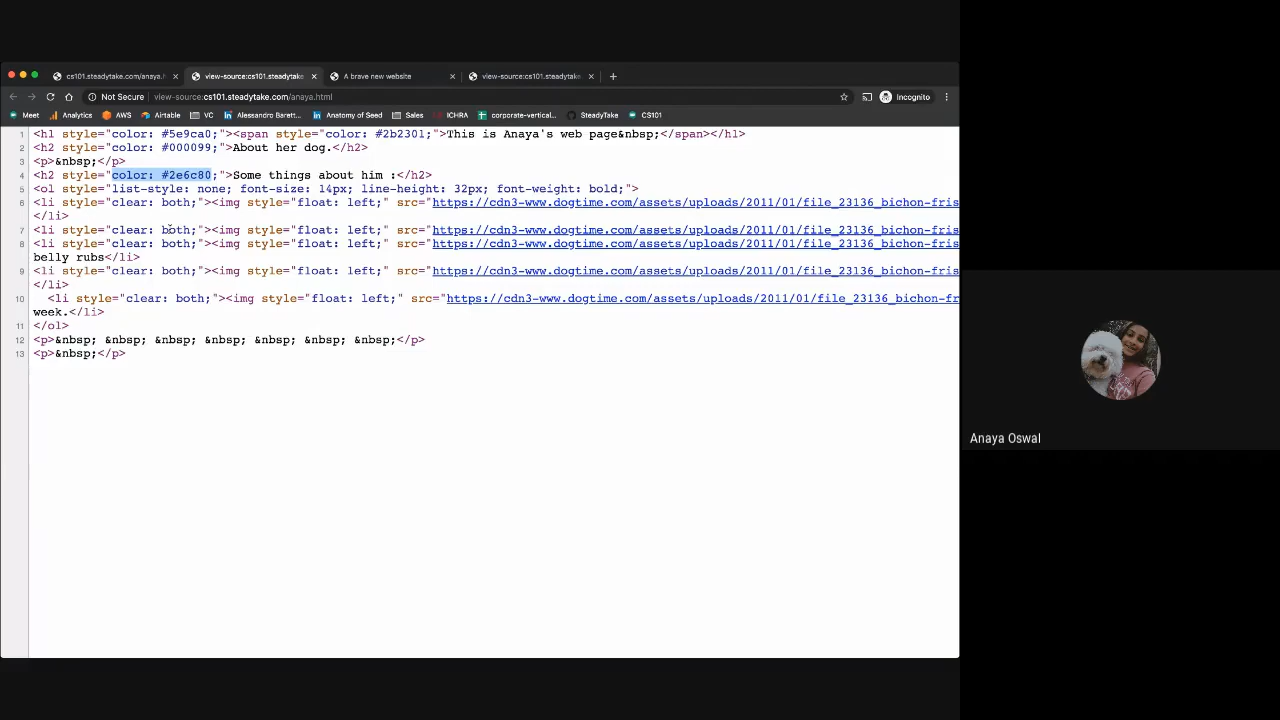 cs101.steadytake.com/anaya.h
view-source:cs101.steadytake
A brave new website
view-source:cs101.steadytake
Not Secure view-source:cs101.steadytake.com/anaya.html Incognito
Meet Analytics AWS Airtable VC Alessandro Barett... Anatomy of Seed Sales ICHRA corporate-vertical... SteadyTake CS101
1 <h1 style="color: #5e9ca0;"><span style="color: #2b2301;">This is Anaya's web page&nbsp;</span></h1>
2 <h2 style="color: #000099;">About her dog.</h2>
3 <p>&nbsp;</p>
4 <h2 style="color: #2e6c80;">Some things about him :</h2>
5 <ol style="list-style: none; font-size: 14px; line-height: 32px; font-weight: bold;">
6 <li style="clear: both;"><img style="float: left;" src="https://cdn3-www.dogtime.com/assets/uploads/2011/01/file_23136_bichon-fris
</li>
7 <li style="clear: both;"><img style="float: left;" src="https://cdn3-www.dogtime.com/assets/uploads/2011/01/file_23136_bichon-fris
8 <li style="clear: both;"><img style="float: left;" src="https://cdn3-www.dogtime.com/assets/uploads/2011/01/file_23136_bichon-fris
belly rubs</li>
9 <li style="clear: both;"><img style="float: left;" src="https://cdn3-www.dogtime.com/assets/uploads/2011/01/file_23136_bichon-fris
</li>
10 <li style="clear: both;"><img style="float: left;" src="https://cdn3-www.dogtime.com/assets/uploads/2011/01/file_23136_bichon-fr
week.</li>
11 </ol>
12 <p>&nbsp; &nbsp; &nbsp; &nbsp; &nbsp; &nbsp; &nbsp;</p>
13 <p>&nbsp;</p>
Anaya Oswal